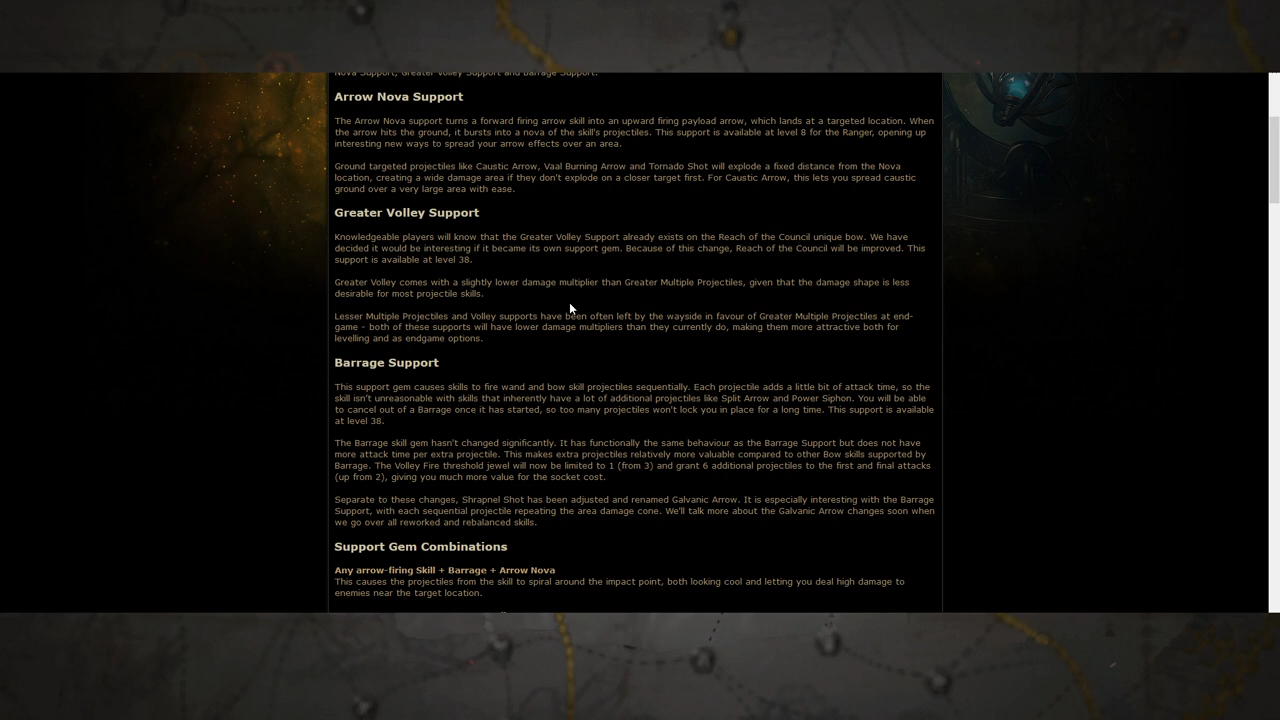 Nova Support, Greater Volley Support and Barrage Support.
Arrow Nova Support
The Arrow Nova support turns a forward firing arrow skill into an upward firing payload arrow, which lands at a targeted location. When
the arrow hits the ground, it bursts into a nova of the skill's projectiles. This support is available at level 8 for the Ranger, opening up
interesting new ways to spread your arrow effects over an area.
Ground targeted projectiles like Caustic Arrow, Vaal Burning Arrow and Tornado Shot will explode a fixed distance from the Nova
location, creating a wide damage area if they don't explode on a closer target first. For Caustic Arrow, this lets you spread caustic
ground over a very large area with ease.
Greater Volley Support
Knowledgeable players will know that the Greater Volley Support already exists on the Reach of the Council unique bow. We have
decided it would be interesting if it became its own support gem. Because of this change, Reach of the Council will be improved. This
support is available at level 38.
Greater Volley comes with a slightly lower damage multiplier than Greater Multiple Projectiles, given that the damage shape is less
desirable for most projectile skills.
Lesser Multiple Projectiles and Volley supports have been often left by the wayside in favour of Greater Multiple Projectiles at end-
game - both of these supports will have lower damage multipliers than they currently do, making them more attractive both for
levelling and as endgame options.
Barrage Support
This support gem causes skills to fire wand and bow skill projectiles sequentially. Each projectile adds a little bit of attack time, so the
skill isn't unreasonable with skills that inherently have a lot of additional projectiles like Split Arrow and Power Siphon. You will be able
to cancel out of a Barrage once it has started, so too many projectiles won't lock you in place for a long time. This support is available
at level 38.
The Barrage skill gem hasn't changed significantly. It has functionally the same behaviour as the Barrage Support but does not have
more attack time per extra projectile. This makes extra projectiles relatively more valuable compared to other Bow skills supported by
Barrage. The Volley Fire threshold jewel will now be limited to 1 (from 3) and grant 6 additional projectiles to the first and final attacks
(up from 2), giving you much more value for the socket cost.
Separate to these changes, Shrapnel Shot has been adjusted and renamed Galvanic Arrow. It is especially interesting with the Barrage
Support, with each sequential projectile repeating the area damage cone. We'll talk more about the Galvanic Arrow changes soon when
we go over all reworked and rebalanced skills.
Support Gem Combinations
Any arrow-firing Skill + Barrage + Arrow Nova
This causes the projectiles from the skill to spiral around the impact point, both looking cool and letting you deal high damage to
enemies near the target location.